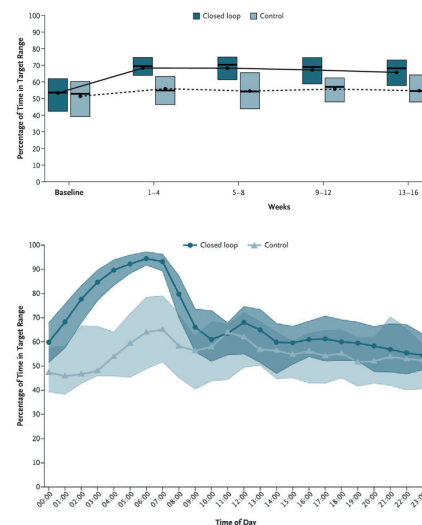 Closed loop Control
Percentage of Time in Target Range
100
90
80
70
60
50
40
30
20
10
0
Baseline 1–4 5–8 9–12 13–16
Weeks
Closed loop Control
Percentage of Time in Target Range
100
90
80
70
60
50
40
30
20
10
0
00:00 01:00 02:00 03:00 04:00 05:00 06:00 07:00 08:00 09:00 10:00 11:00 12:00 13:00 14:00 15:00 16:00 17:00 18:00 19:00 20:00 21:00 22:00 23:00
Time of Day